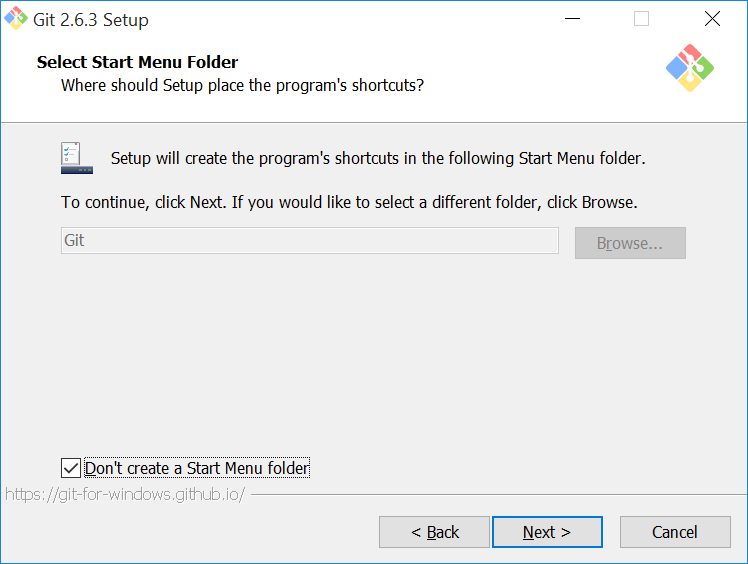 Git 2.6.3 Setup
Select Start Menu Folder
Where should Setup place the program's shortcuts?
Setup will create the program's shortcuts in the following Start Menu folder.
To continue, click Next. If you would like to select a different folder, click Browse.
Git
Browse...
Don't create a Start Menu folder
https://git-for-windows.github.io/
< Back
Next >
Cancel